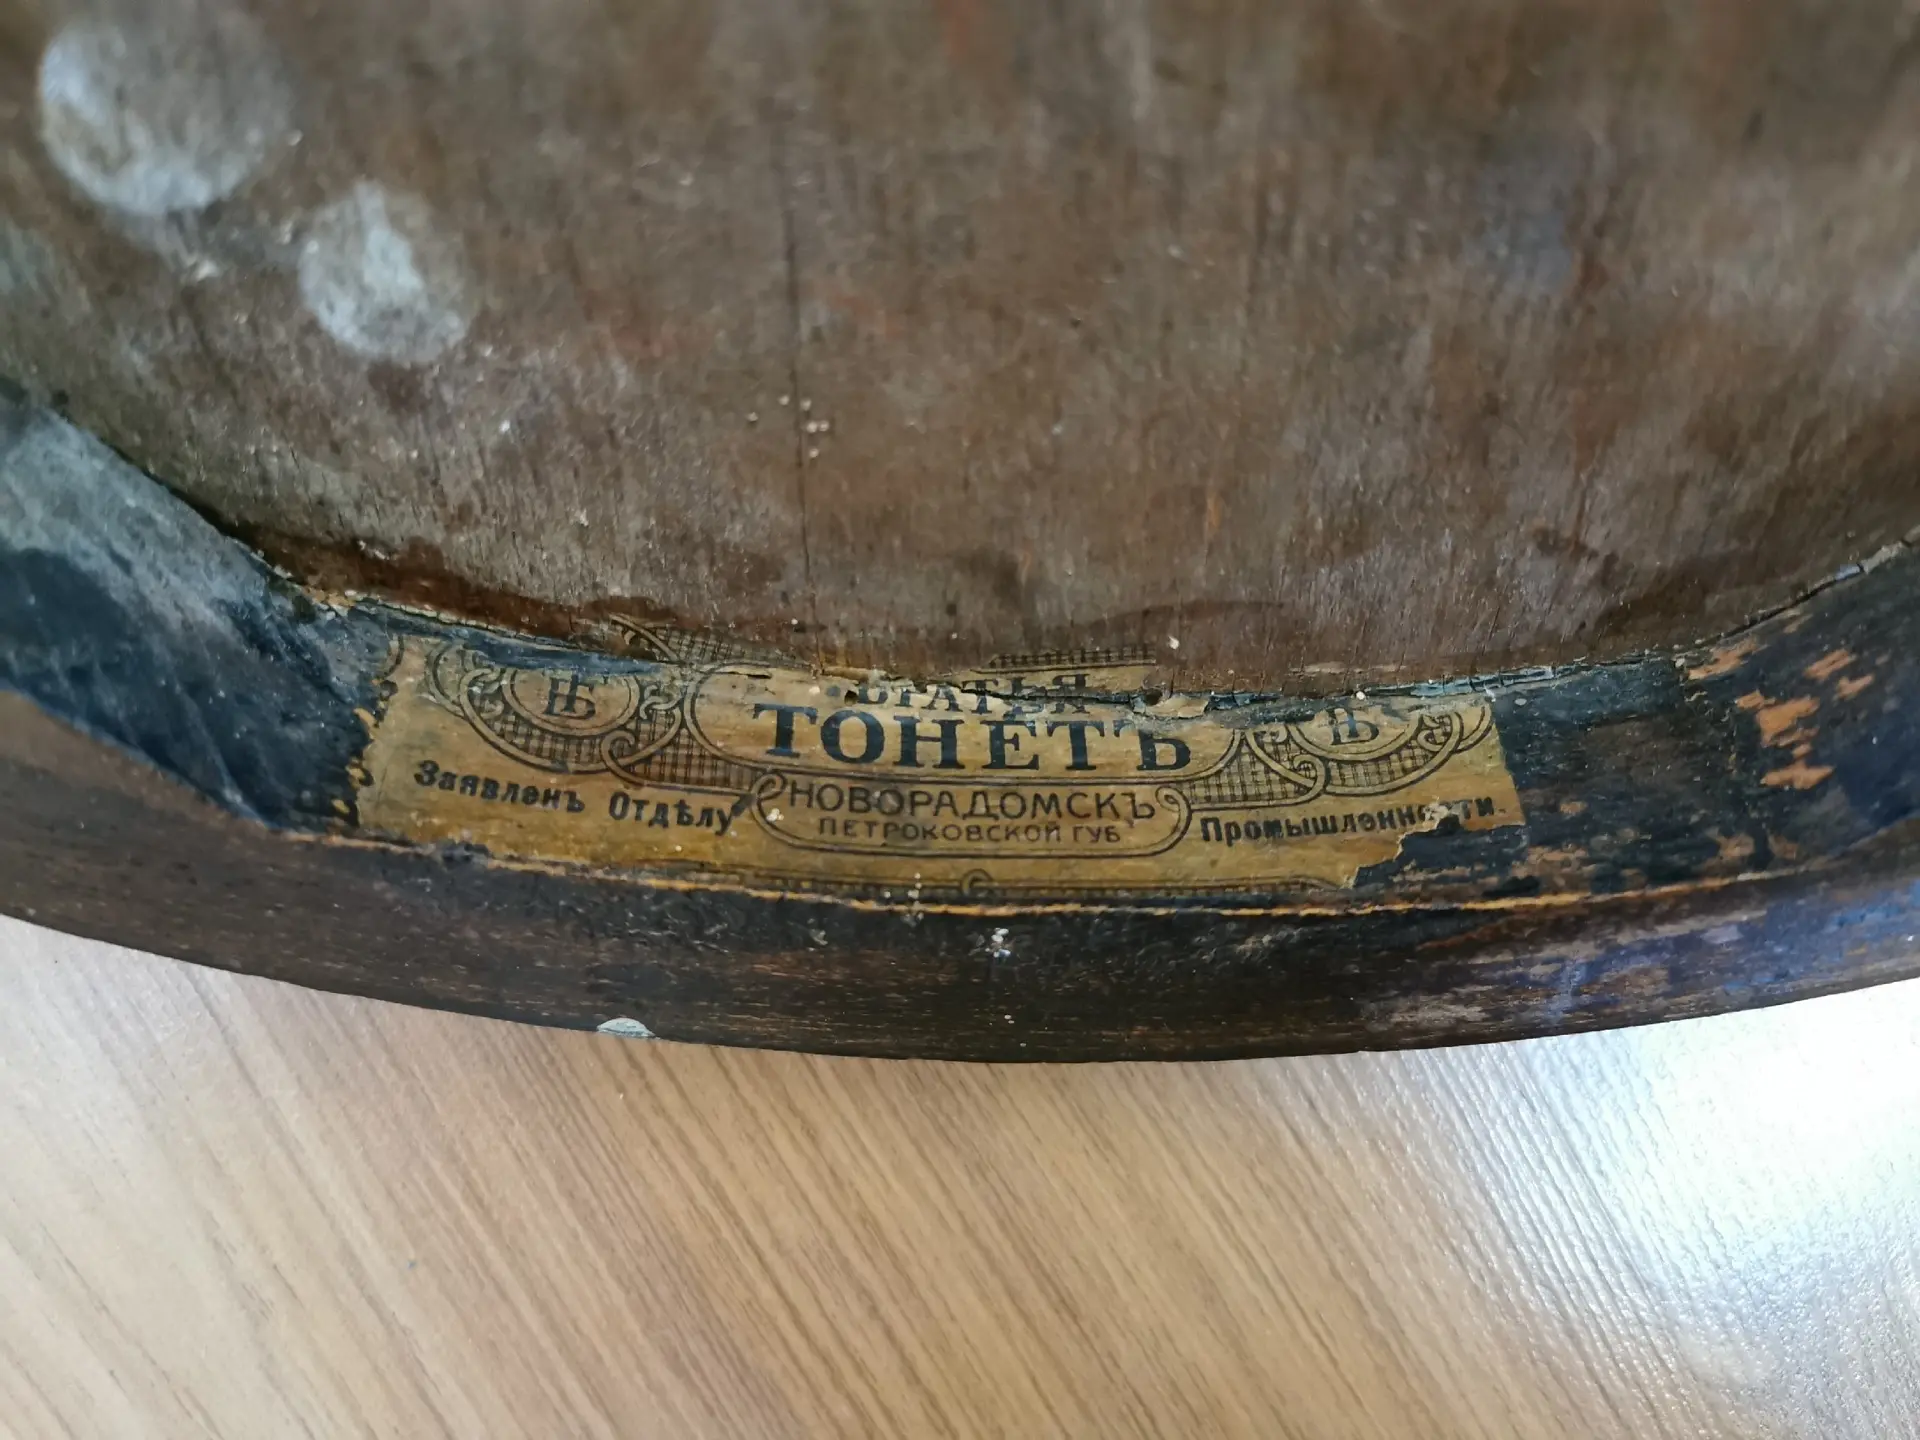 БРАТЬЯ
ТОНЕТЪ
Заявленъ Отдѣлу Промышленности.
НОВОРАДОМСКЪ
ПЕТРОКОВСКОЙ ГУБ